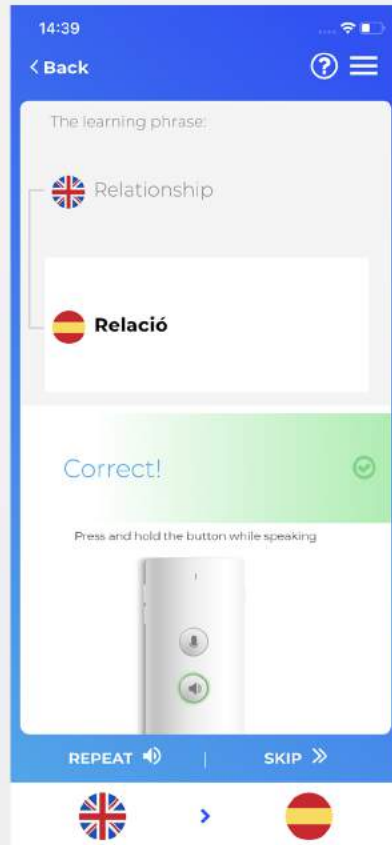 14:39
< Back
?
The learning phrase:
Relationship
Relació
Correct!
Press and hold the button while speaking
REPEAT | SKIP »
>